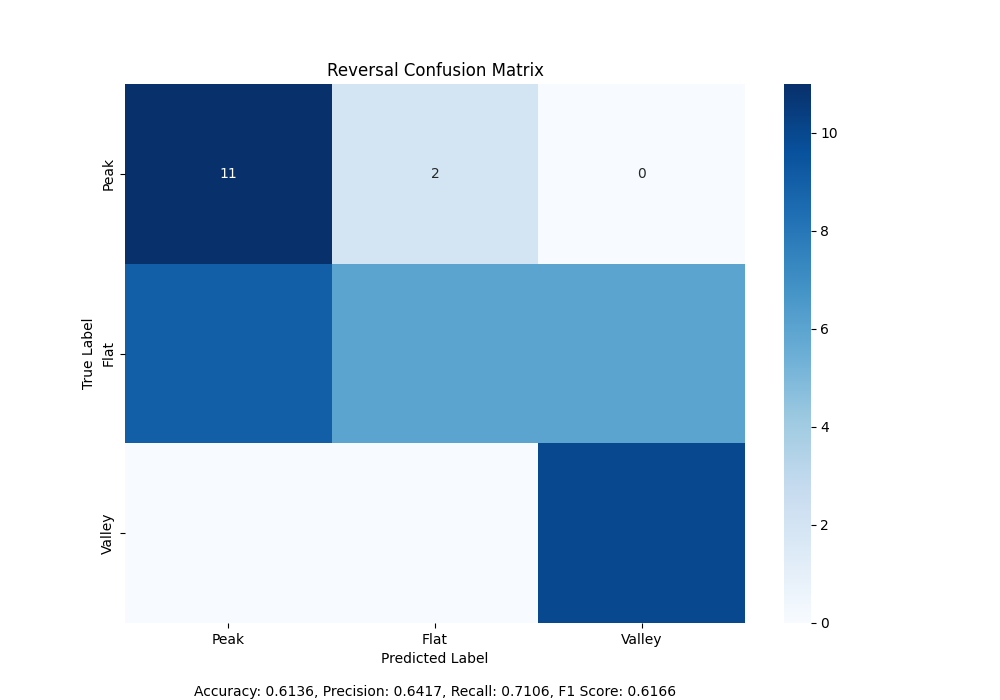 Reversal Confusion Matrix
10
8
6
4
2
0
True Label
Peak
Flat
Valley
11 2 0
Peak Flat Valley
Predicted Label
Accuracy: 0.6136, Precision: 0.6417, Recall: 0.7106, F1 Score: 0.6166